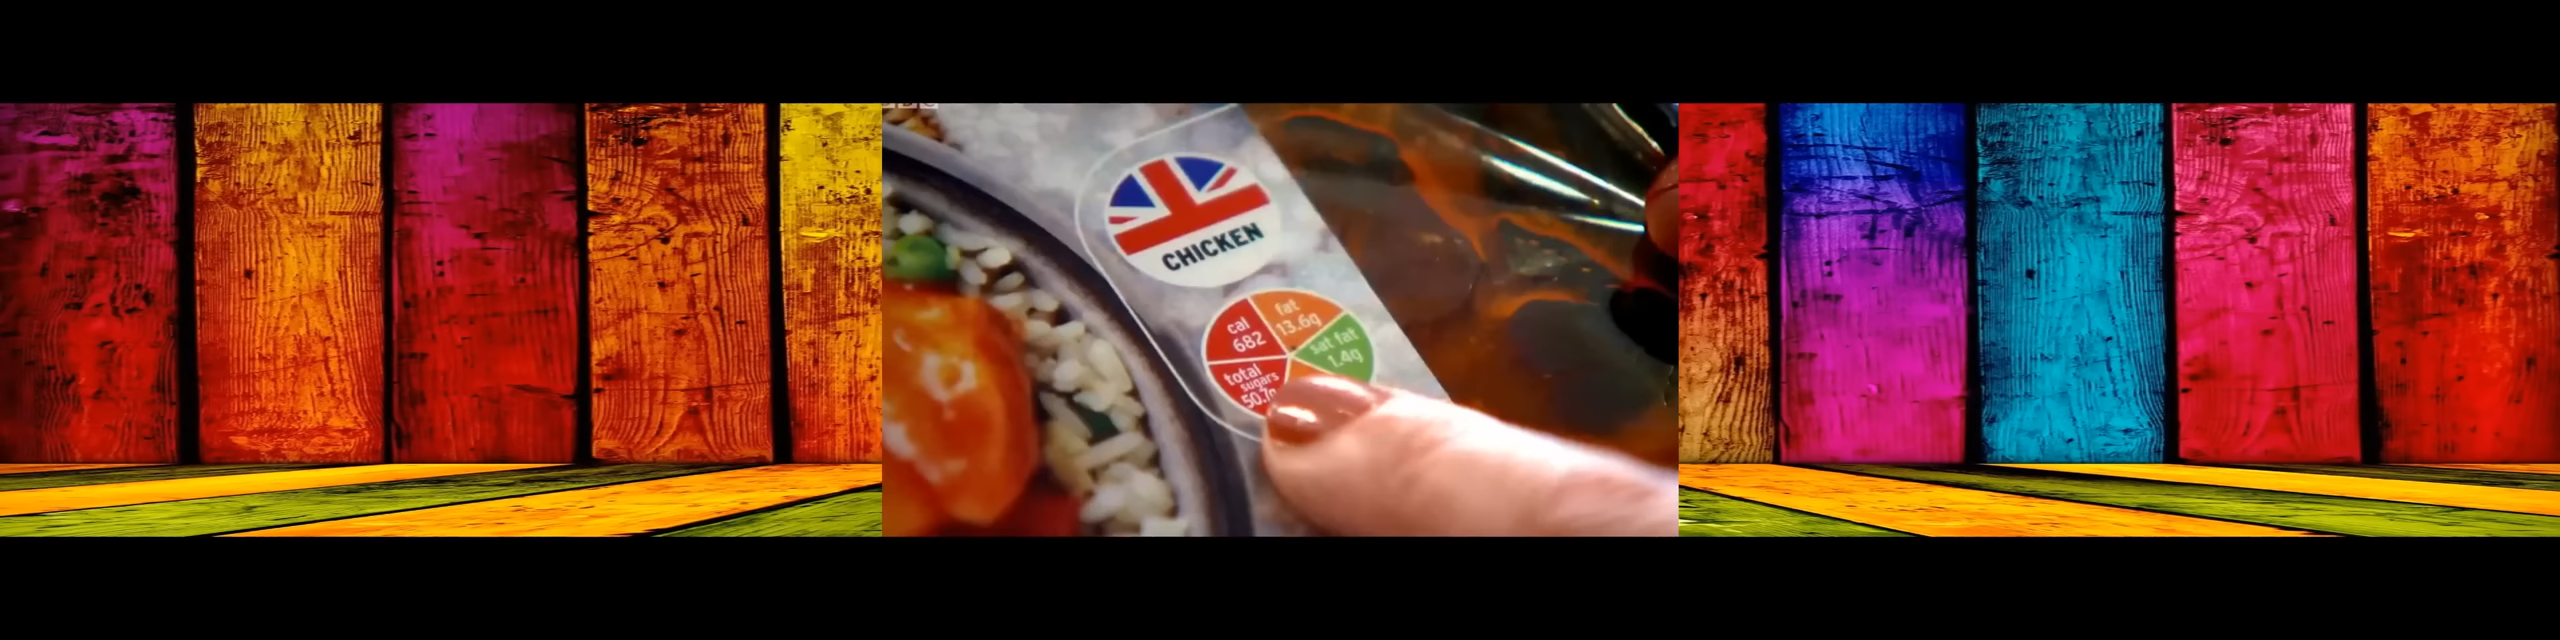 CHICKEN
fat
13.6g
cal
682
sat fat
1.4g
total
sugars